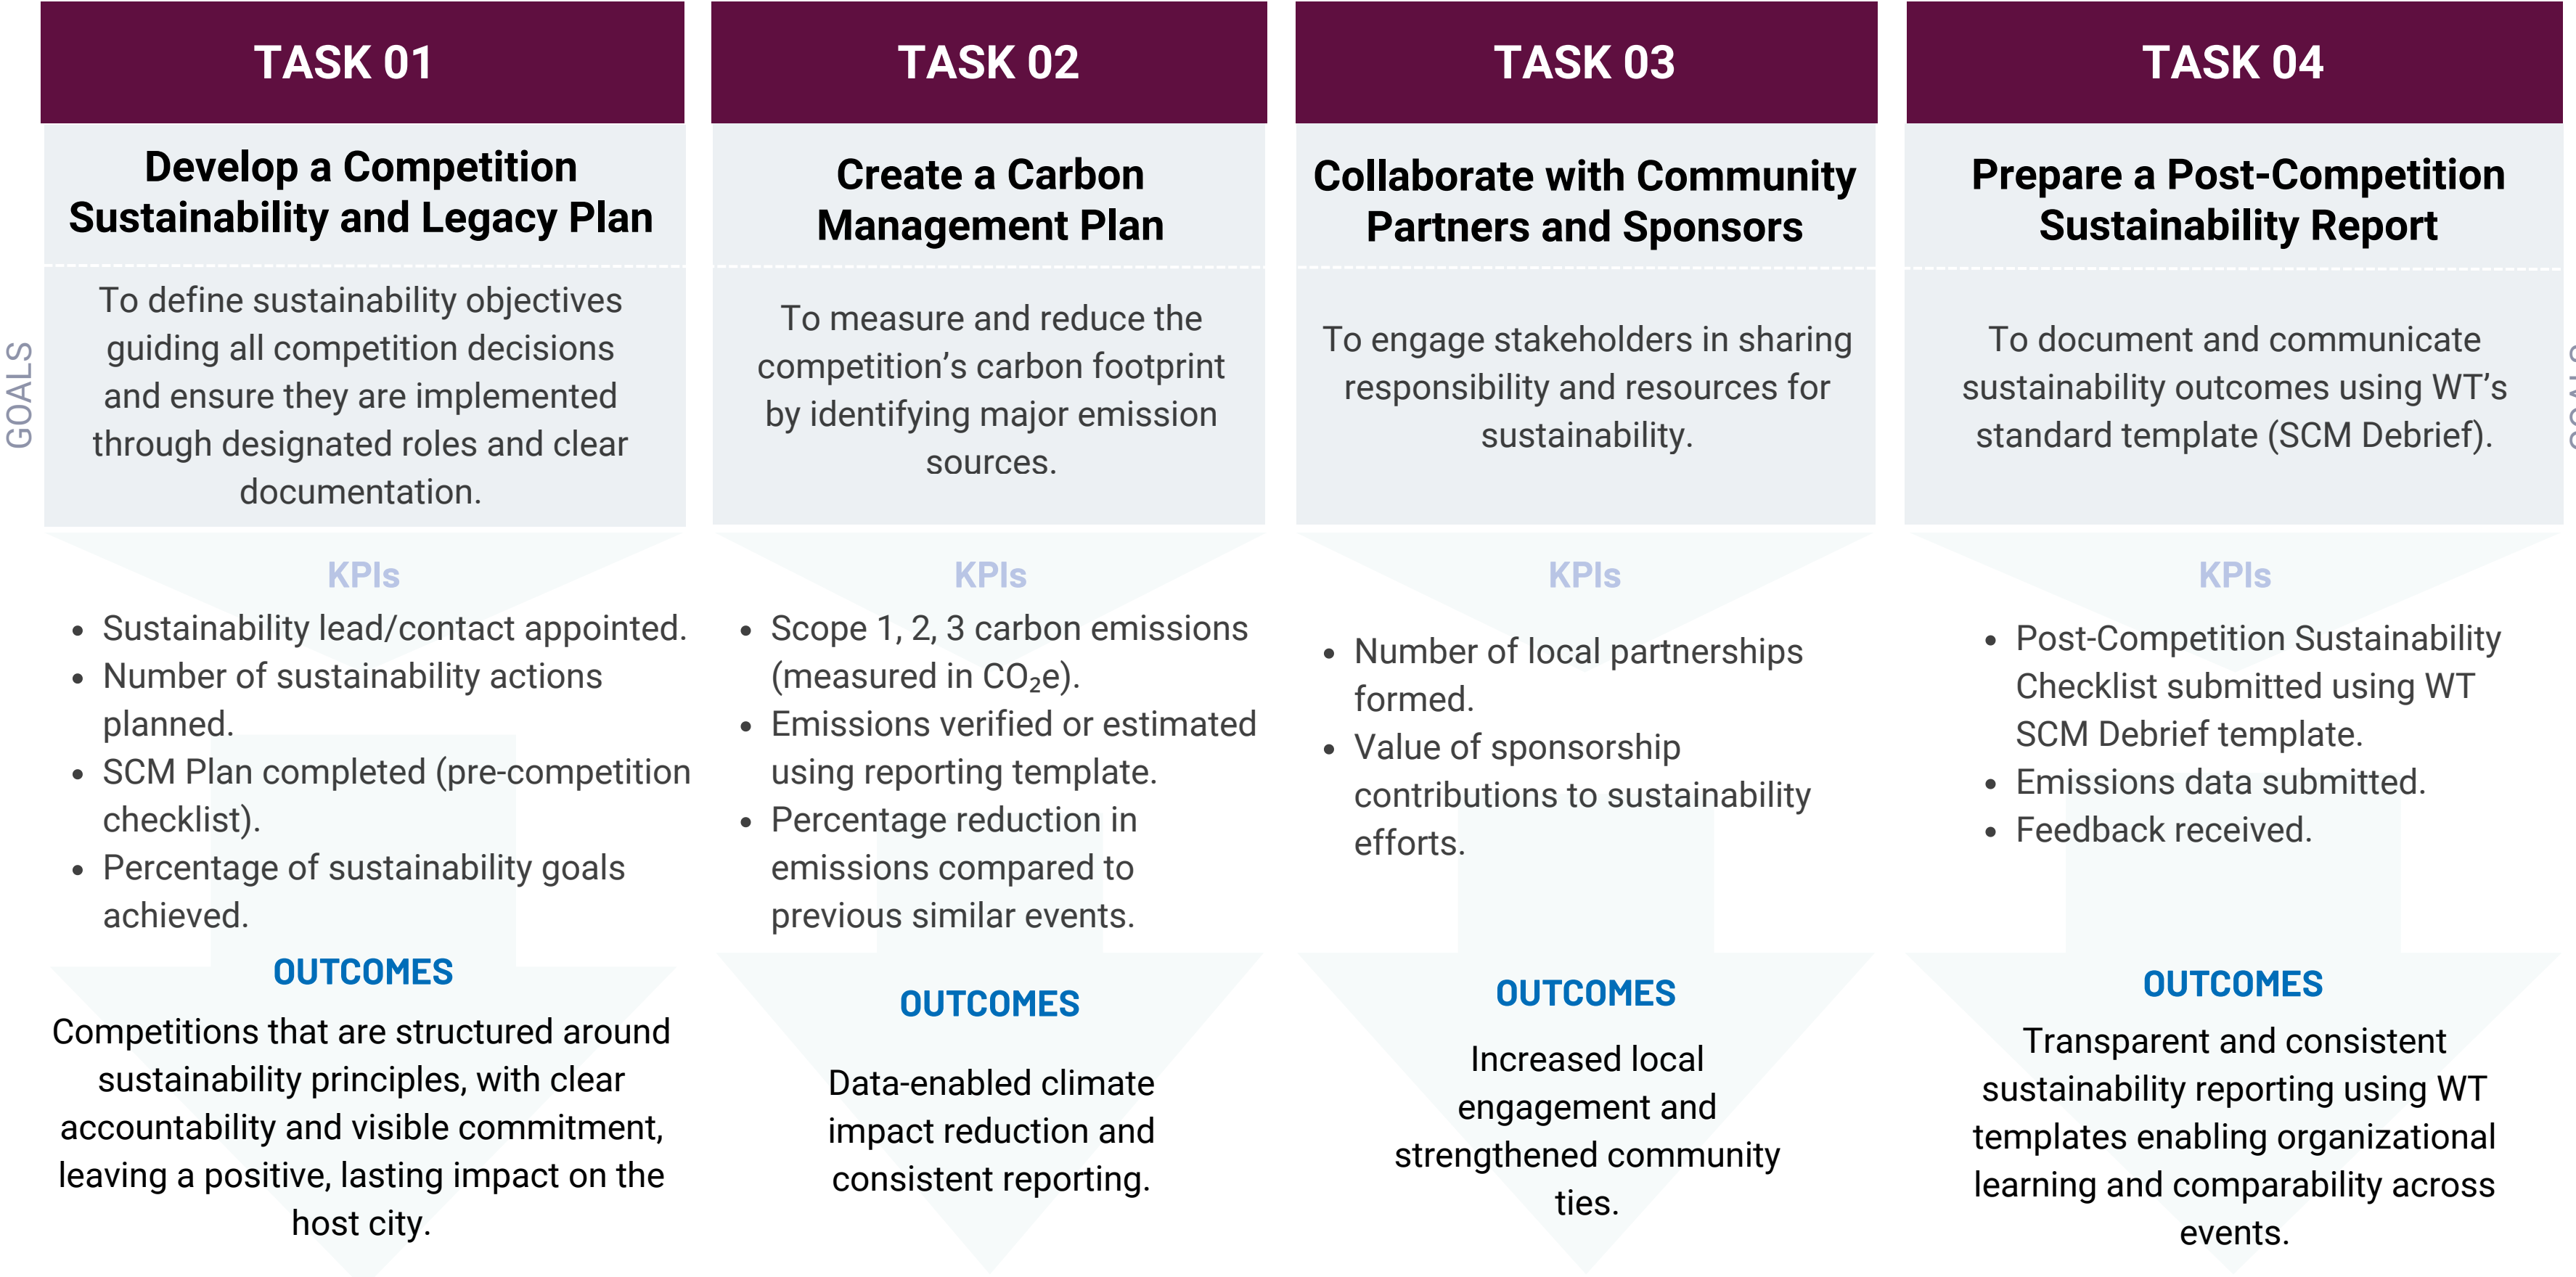 TASK 01
Develop a Competition
Sustainability and Legacy Plan
GOALS
To define sustainability objectives
guiding all competition decisions
and ensure they are implemented
through designated roles and clear
documentation.
KPIs
• Sustainability lead/contact appointed.
• Number of sustainability actions
planned.
• SCM Plan completed (pre-competition
checklist).
• Percentage of sustainability goals
achieved.
OUTCOMES
Competitions that are structured around
sustainability principles, with clear
accountability and visible commitment,
leaving a positive, lasting impact on the
host city.
TASK 02
Create a Carbon
Management Plan
To measure and reduce the
competition’s carbon footprint
by identifying major emission
sources.
KPIs
• Scope 1, 2, 3 carbon emissions
(measured in CO₂e).
• Emissions verified or estimated
using reporting template.
• Percentage reduction in
emissions compared to
previous similar events.
OUTCOMES
Data-enabled climate
impact reduction and
consistent reporting.
TASK 03
Collaborate with Community
Partners and Sponsors
To engage stakeholders in sharing
responsibility and resources for
sustainability.
KPIs
• Number of local partnerships
formed.
• Value of sponsorship
contributions to sustainability
efforts.
OUTCOMES
Increased local
engagement and
strengthened community
ties.
TASK 04
Prepare a Post-Competition
Sustainability Report
To document and communicate
sustainability outcomes using WT’s
standard template (SCM Debrief).
KPIs
• Post-Competition Sustainability
Checklist submitted using WT
SCM Debrief template.
• Emissions data submitted.
• Feedback received.
OUTCOMES
Transparent and consistent
sustainability reporting using WT
templates enabling organizational
learning and comparability across
events.